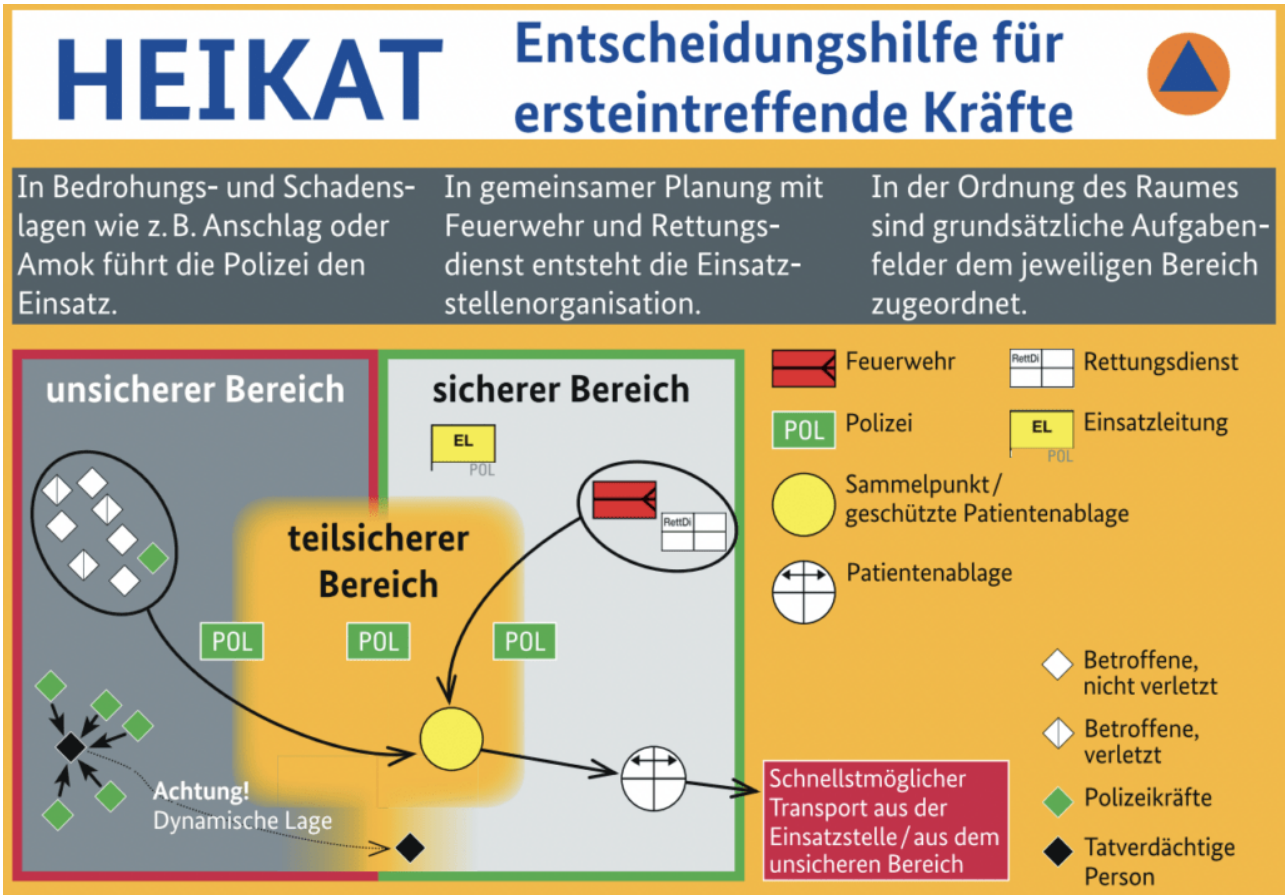 HEIKAT
Entscheidungshilfe für
ersteintreffende Kräfte
In Bedrohungs- und Schadens-
lagen wie z. B. Anschlag oder
Amok führt die Polizei den
Einsatz.
In gemeinsamer Planung mit
Feuerwehr und Rettungs-
dienst entsteht die Einsatz-
stellenorganisation.
In der Ordnung des Raumes
sind grundsätzliche Aufgaben-
felder dem jeweiligen Bereich
zugeordnet.
unsicherer Bereich
sicherer Bereich
EL
POL
RettDi
teilsicherer
Bereich
POL
POL
POL
Achtung!
Dynamische Lage
Schnellstmöglicher
Transport aus der
Einsatzstelle / aus dem
unsicheren Bereich
Feuerwehr
RettDi
Rettungsdienst
POL
Polizei
EL
POL
Einsatzleitung
Sammelpunkt /
geschützte Patientenablage
Patientenablage
Betroffene,
nicht verletzt
Betroffene,
verletzt
Polizeikräfte
Tatverdächtige
Person